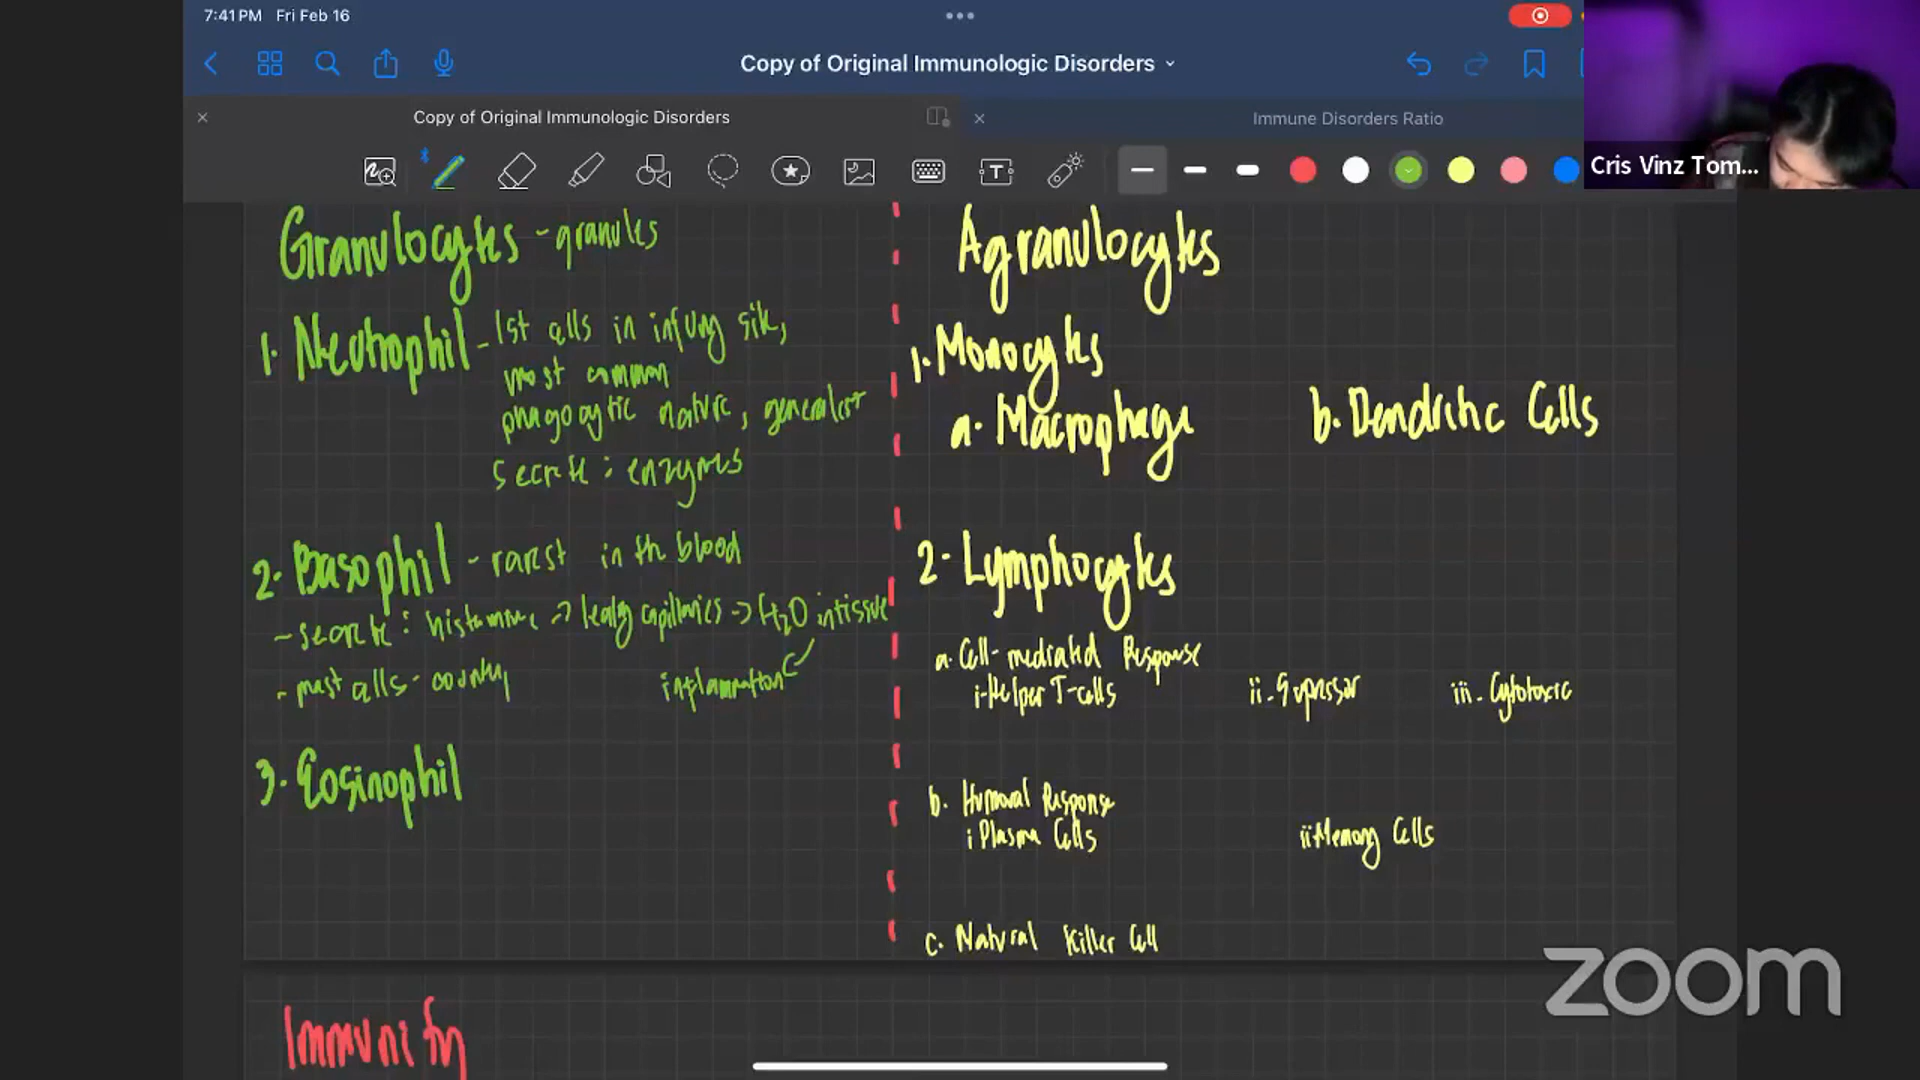 7:41 PM Fri Feb 16
Copy of Original Immunologic Disorders
Copy of Original Immunologic Disorders
Immune Disorders Ratio
Cris Vinz Tom...
Granulocytes - granules
1. Neutrophil - 1st cells in injury site,
most common
phagocytic nature, generalist
secrete : enzymes
2. Basophil - rarest in the blood
- secrete : histamine -> leaky capillaries -> H2O in tissue
- mast cells -
inflammation
3. Eosinophil
Agranulocytes
1. Monocytes
a. Macrophage
b. Dendritic Cells
2. Lymphocytes
a. Cell-mediated Response
i. Helper T-cells
ii. Supressor
iii. Cytotoxic
b. Humoral Response
i Plasma Cells
ii Memory Cells
c. Natural Killer Cell
Immunity
zoom